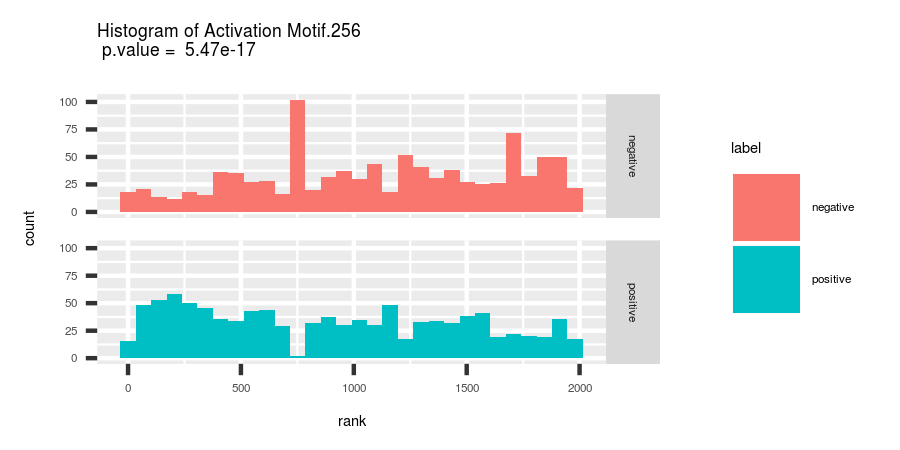 Histogram of Activation Motif.256
p.value = 5.47e-17
count
100
75
50
25
0
negative
100
75
50
25
0
positive
0 500 1000 1500 2000
rank
label
negative
positive